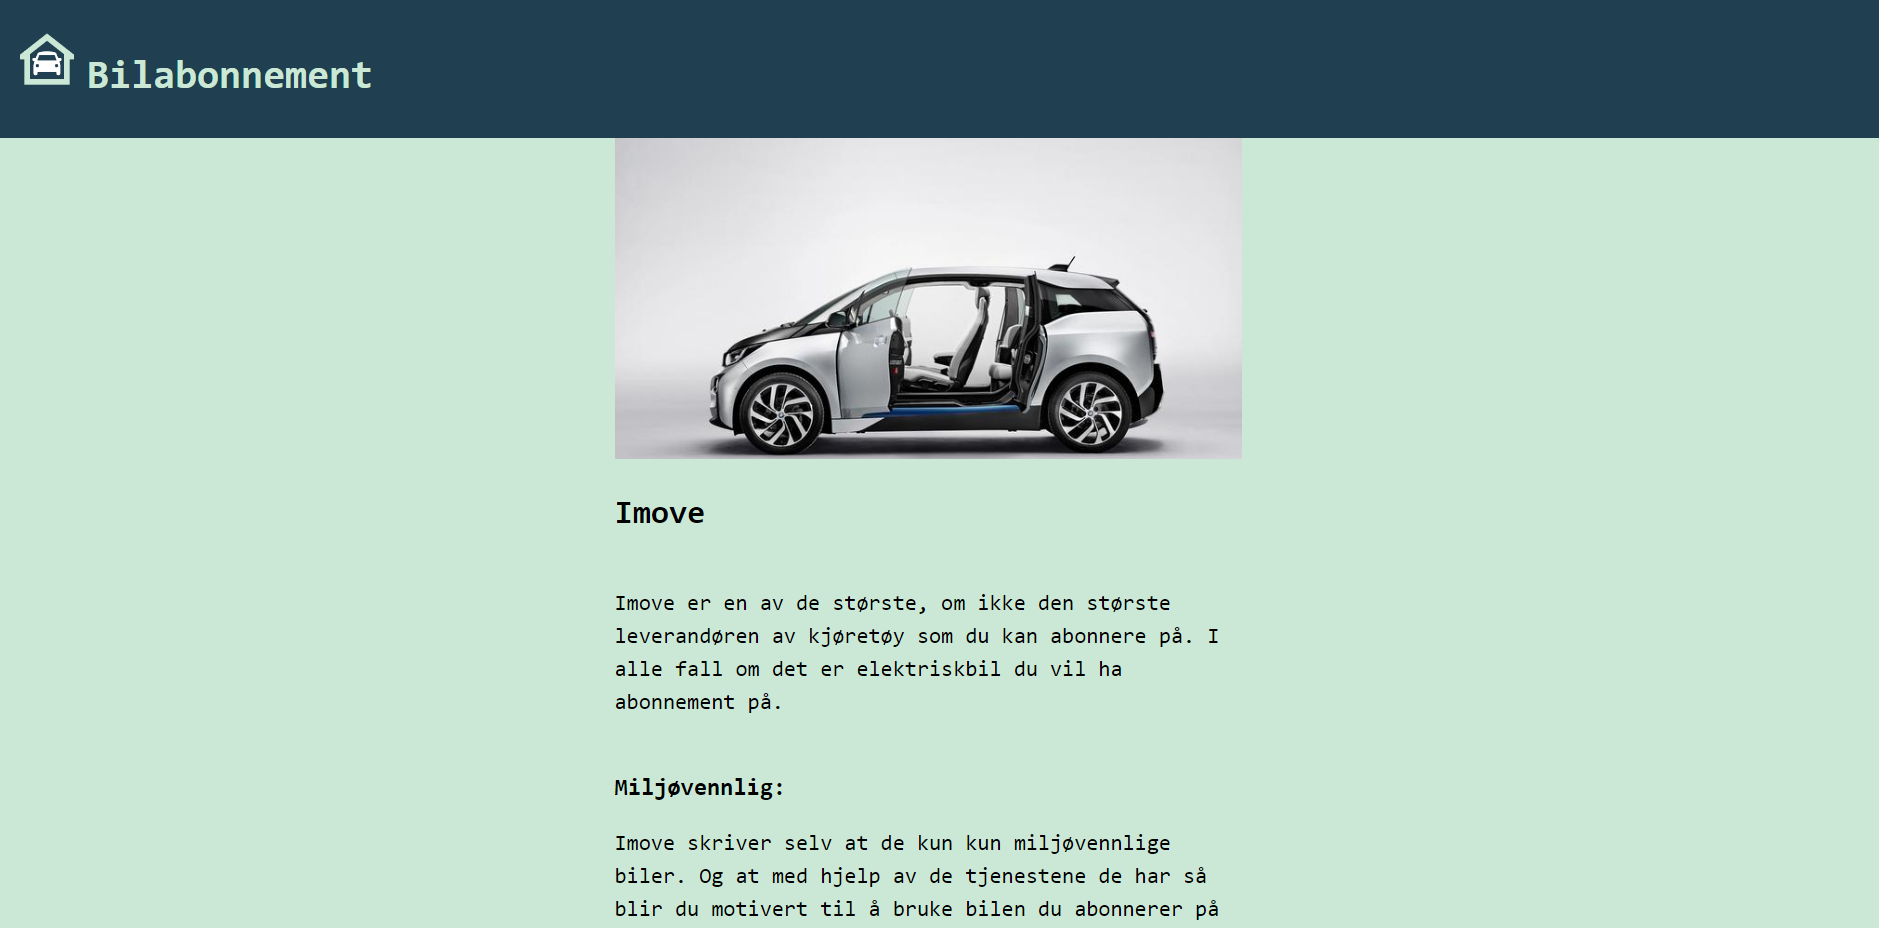 Bilabonnement
Imove
Imove er en av de største, om ikke den største
leverandøren av kjøretøy som du kan abonnere på. I
alle fall om det er elektriskbil du vil ha
abonnement på.
Miljøvennlig:
Imove skriver selv at de kun kun miljøvennlige
biler. Og at med hjelp av de tjenestene de har så
blir du motivert til å bruke bilen du abonnerer på